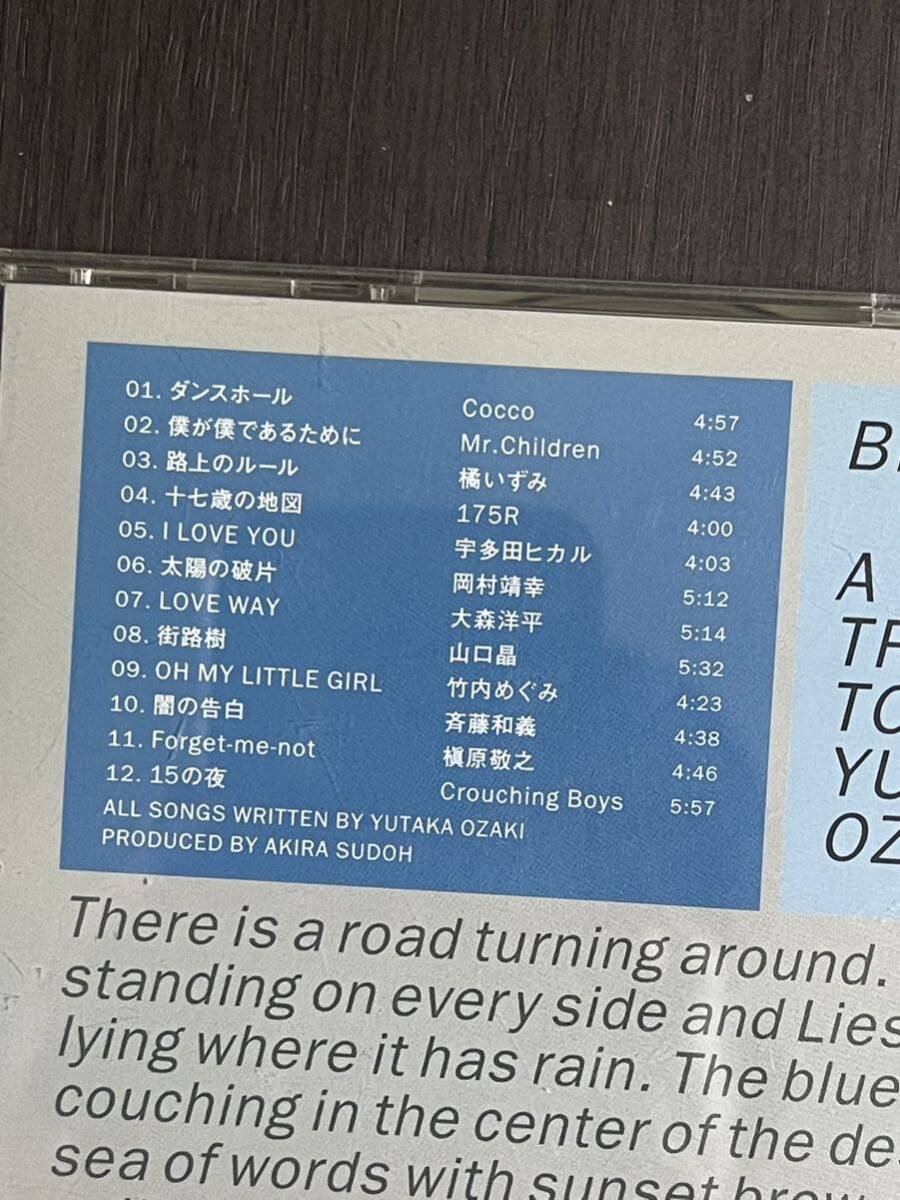 01. ダンスホール Cocco 4:57
02. 僕が僕であるために Mr.Children 4:52
03. 路上のルール 橘いずみ 4:43
04. 十七歳の地図 175R 4:00
05. I LOVE YOU 宇多田ヒカル 4:03
06. 太陽の破片 岡村靖幸 5:12
07. LOVE WAY 大森洋平 5:14
08. 街路樹 山口晶 5:32
09. OH MY LITTLE GIRL 竹内めぐみ 4:23
10. 闇の告白 斉藤和義 4:38
11. Forget-me-not 槇原敬之 4:46
12. 15の夜 Crouching Boys 5:57
ALL SONGS WRITTEN BY YUTAKA OZAKI
PRODUCED BY AKIRA SUDOH
A
There is a road turning around.
standing on every side and Lies
lying where it has rain. The blue
couching in the center of the
sea of words with sunset